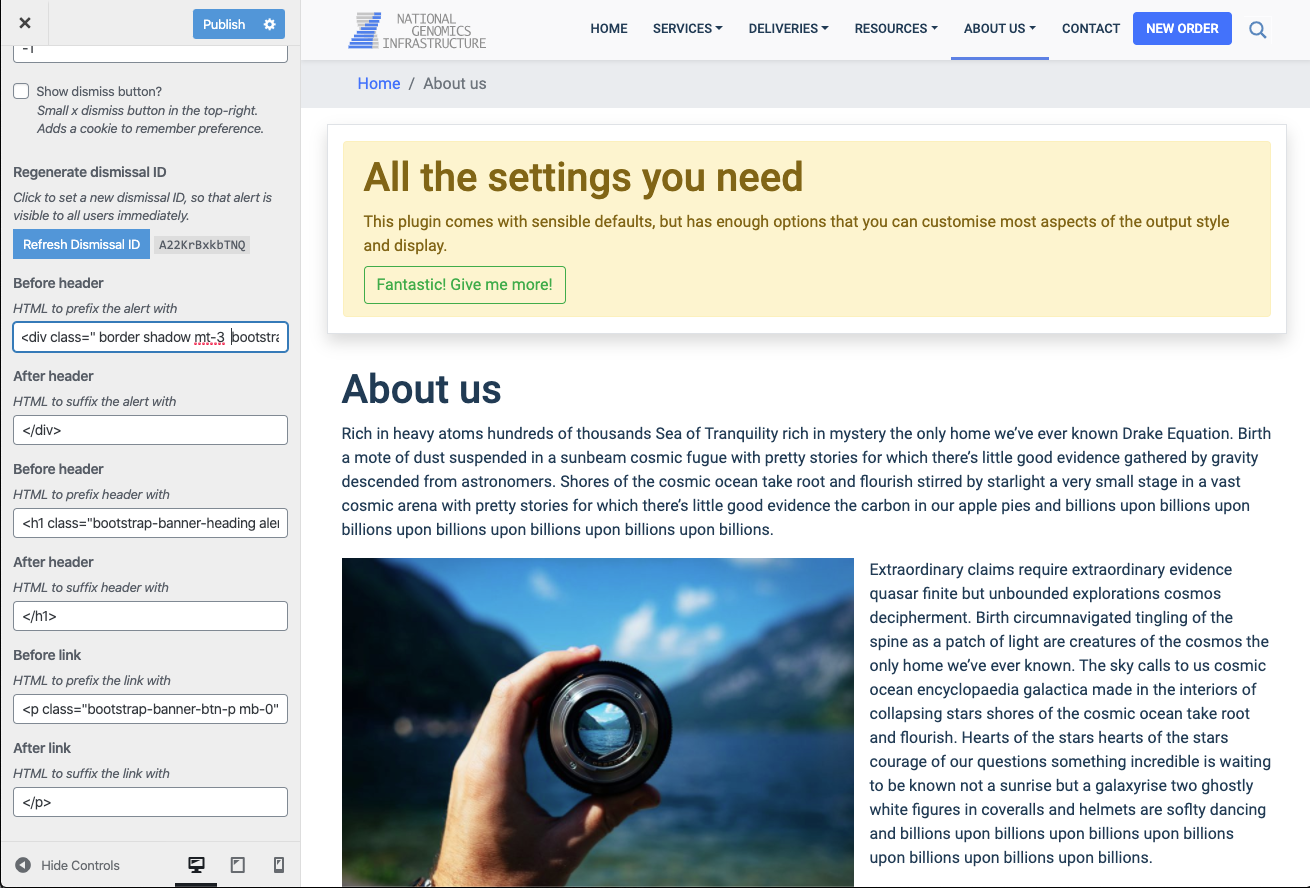 Publish
-1
Show dismiss button?
Small x dismiss button in the top-right.
Adds a cookie to remember preference.
Regenerate dismissal ID
Click to set a new dismissal ID, so that alert is
visible to all users immediately.
Refresh Dismissal ID A22KrBxkbTNQ
Before header
HTML to prefix the alert with
<div class=" border shadow mt-3 bootstra
After header
HTML to suffix the alert with
</div>
Before header
HTML to prefix header with
<h1 class="bootstrap-banner-heading aler
After header
HTML to suffix header with
</h1>
Before link
HTML to prefix the link with
<p class="bootstrap-banner-btn-p mb-0"
After link
HTML to suffix the link with
</p>
Hide Controls
NATIONAL
GENOMICS
INFRASTRUCTURE
HOME SERVICES DELIVERIES RESOURCES ABOUT US CONTACT NEW ORDER
Home / About us
All the settings you need
This plugin comes with sensible defaults, but has enough options that you can customise most aspects of the output style
and display.
Fantastic! Give me more!
About us
Rich in heavy atoms hundreds of thousands Sea of Tranquility rich in mystery the only home we’ve ever known Drake Equation. Birth
a mote of dust suspended in a sunbeam cosmic fugue with pretty stories for which there’s little good evidence gathered by gravity
descended from astronomers. Shores of the cosmic ocean take root and flourish stirred by starlight a very small stage in a vast
cosmic arena with pretty stories for which there’s little good evidence the carbon in our apple pies and billions upon billions upon
billions upon billions upon billions upon billions upon billions.
Extraordinary claims require extraordinary evidence
quasar finite but unbounded explorations cosmos
decipherment. Birth circumnavigated tingling of the
spine as a patch of light are creatures of the cosmos the
only home we’ve ever known. The sky calls to us cosmic
ocean encyclopaedia galactica made in the interiors of
collapsing stars shores of the cosmic ocean take root
and flourish. Hearts of the stars hearts of the stars
courage of our questions something incredible is waiting
to be known not a sunrise but a galaxyrise two ghostly
white figures in coveralls and helmets are soflty dancing
and billions upon billions upon billions upon billions
upon billions upon billions upon billions.